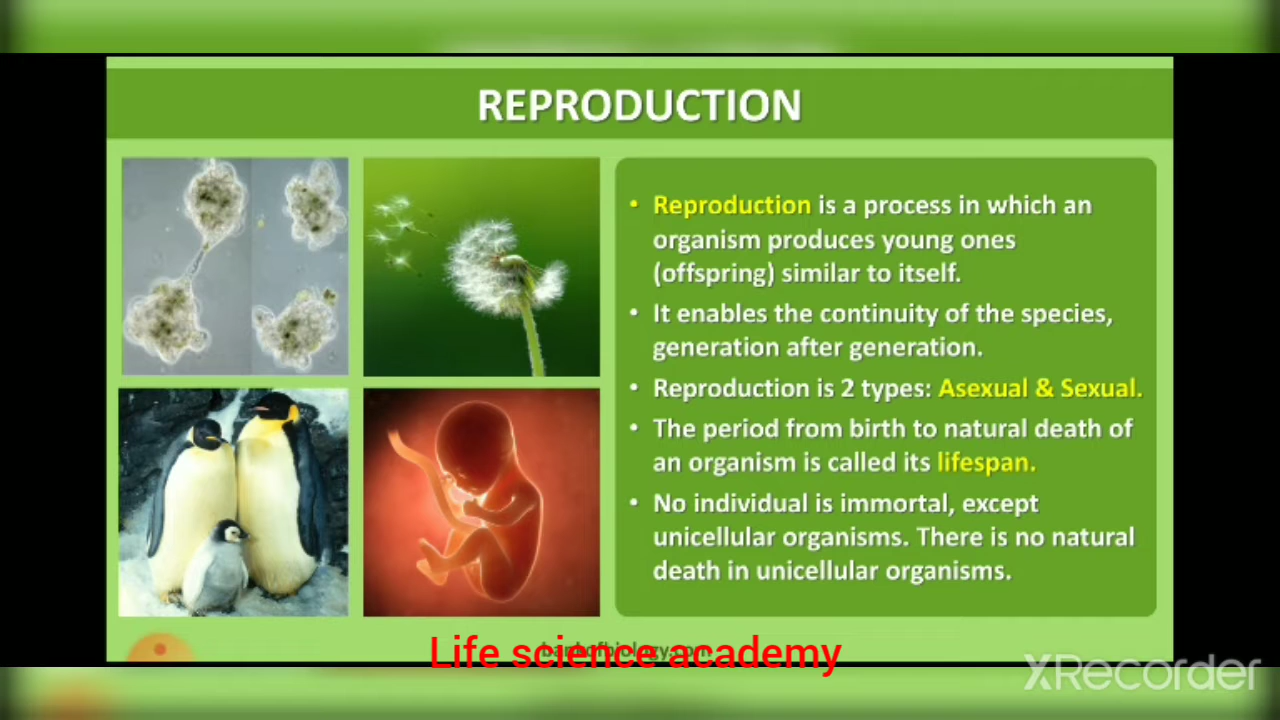 REPRODUCTION
• Reproduction is a process in which an
organism produces young ones
(offspring) similar to itself.
• It enables the continuity of the species,
generation after generation.
• Reproduction is 2 types: Asexual & Sexual.
• The period from birth to natural death of
an organism is called its lifespan.
• No individual is immortal, except
unicellular organisms. There is no natural
death in unicellular organisms.
Life science academy
XRecorder